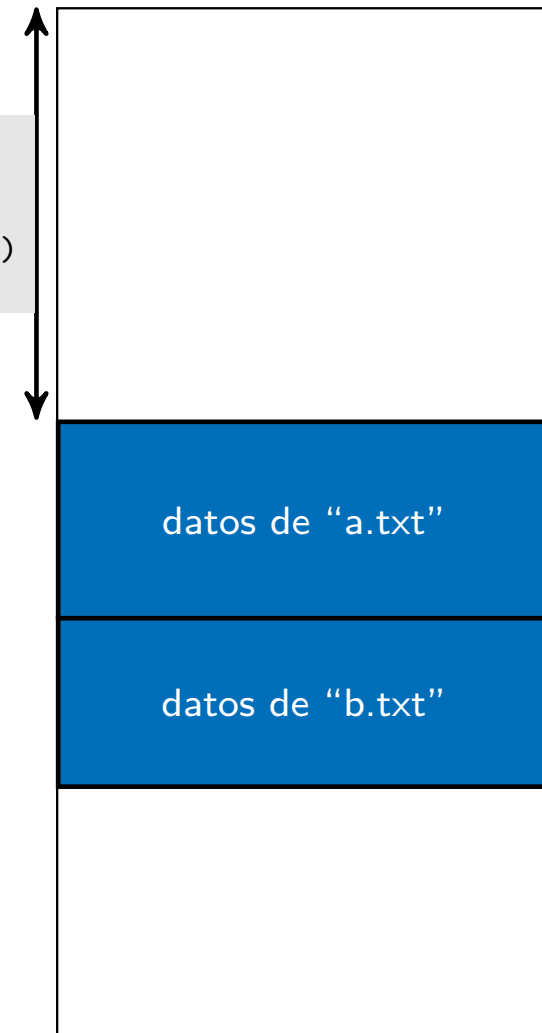 )
datos de “a.txt”
datos de “b.txt”